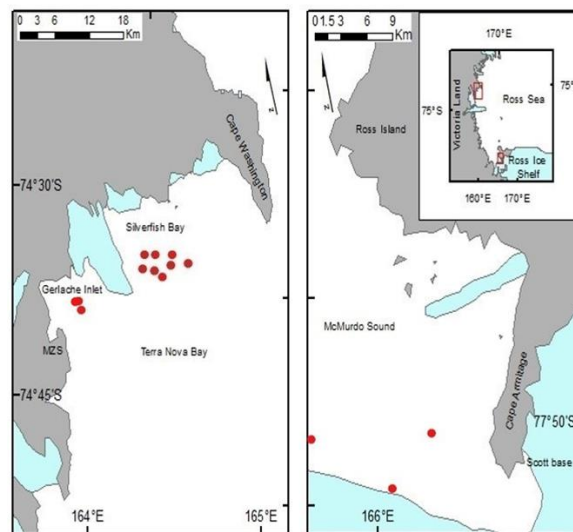 0 3 6 12 18
Km
Cape Washington
74°30'S
Silverfish Bay
Gerlache Inlet
MZS
Terra Nova Bay
74°45'S
164°E
165°E
N
0 1.5 3 6 9
Km
170°E
75°S
75°S
Victoria Land
Ross Sea
Ross Ice
Shelf
160°E
170°E
N
Ross Island
McMurdo Sound
Cape Armitage
77°50'S
Scott base
166°E